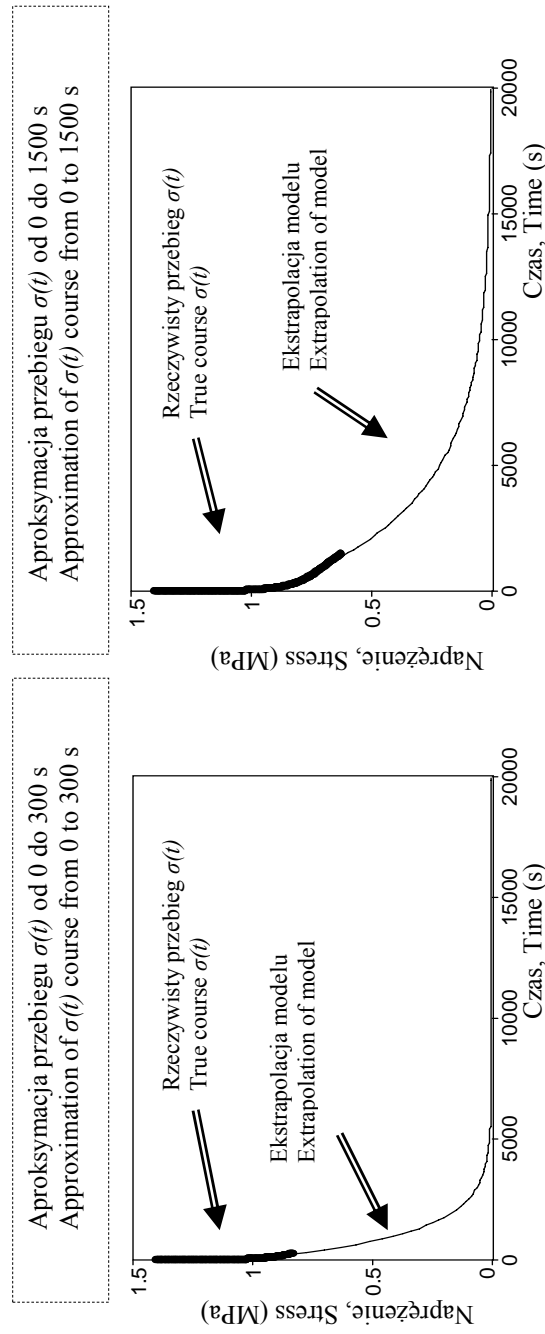 Aproksymacja przebiegu σ(t) od 0 do 300 s
Approximation of σ(t) course from 0 to 300 s
Naprężenie, Stress (MPa)
1.5
1
0.5
0
Rzeczywisty przebieg σ(t)
True course σ(t)
Ekstrapolacja modelu
Extrapolation of model
0
5000
10000
15000
20000
Czas, Time (s)
Aproksymacja przebiegu σ(t) od 0 do 1500 s
Approximation of σ(t) course from 0 to 1500 s
Naprężenie, Stress (MPa)
1.5
1
0.5
0
Rzeczywisty przebieg σ(t)
True course σ(t)
Ekstrapolacja modelu
Extrapolation of model
0
5000
10000
15000
20000
Czas, Time (s)